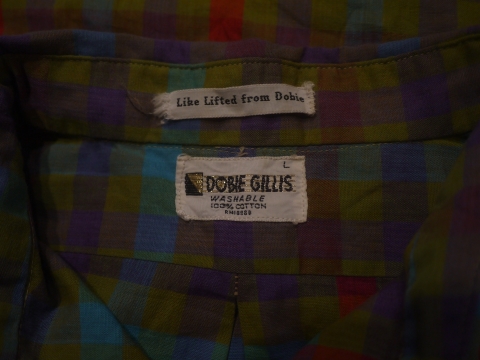 Like Lifted from Dobie
L
DOBIE GILLIS
WASHABLE
100% COTTON